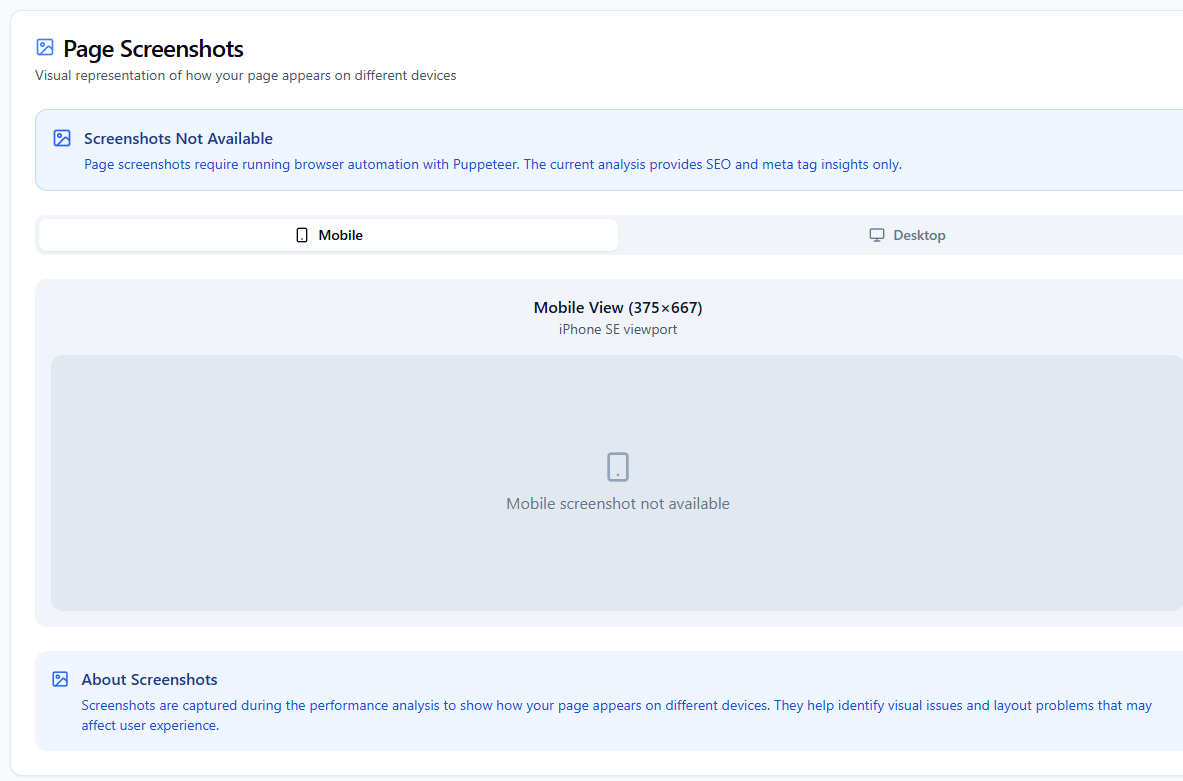 Page Screenshots
Visual representation of how your page appears on different devices
Screenshots Not Available
Page screenshots require running browser automation with Puppeteer. The current analysis provides SEO and meta tag insights only.
Mobile
Desktop
Mobile View (375×667)
iPhone SE viewport
Mobile screenshot not available
About Screenshots
Screenshots are captured during the performance analysis to show how your page appears on different devices. They help identify visual issues and layout problems that may
affect user experience.